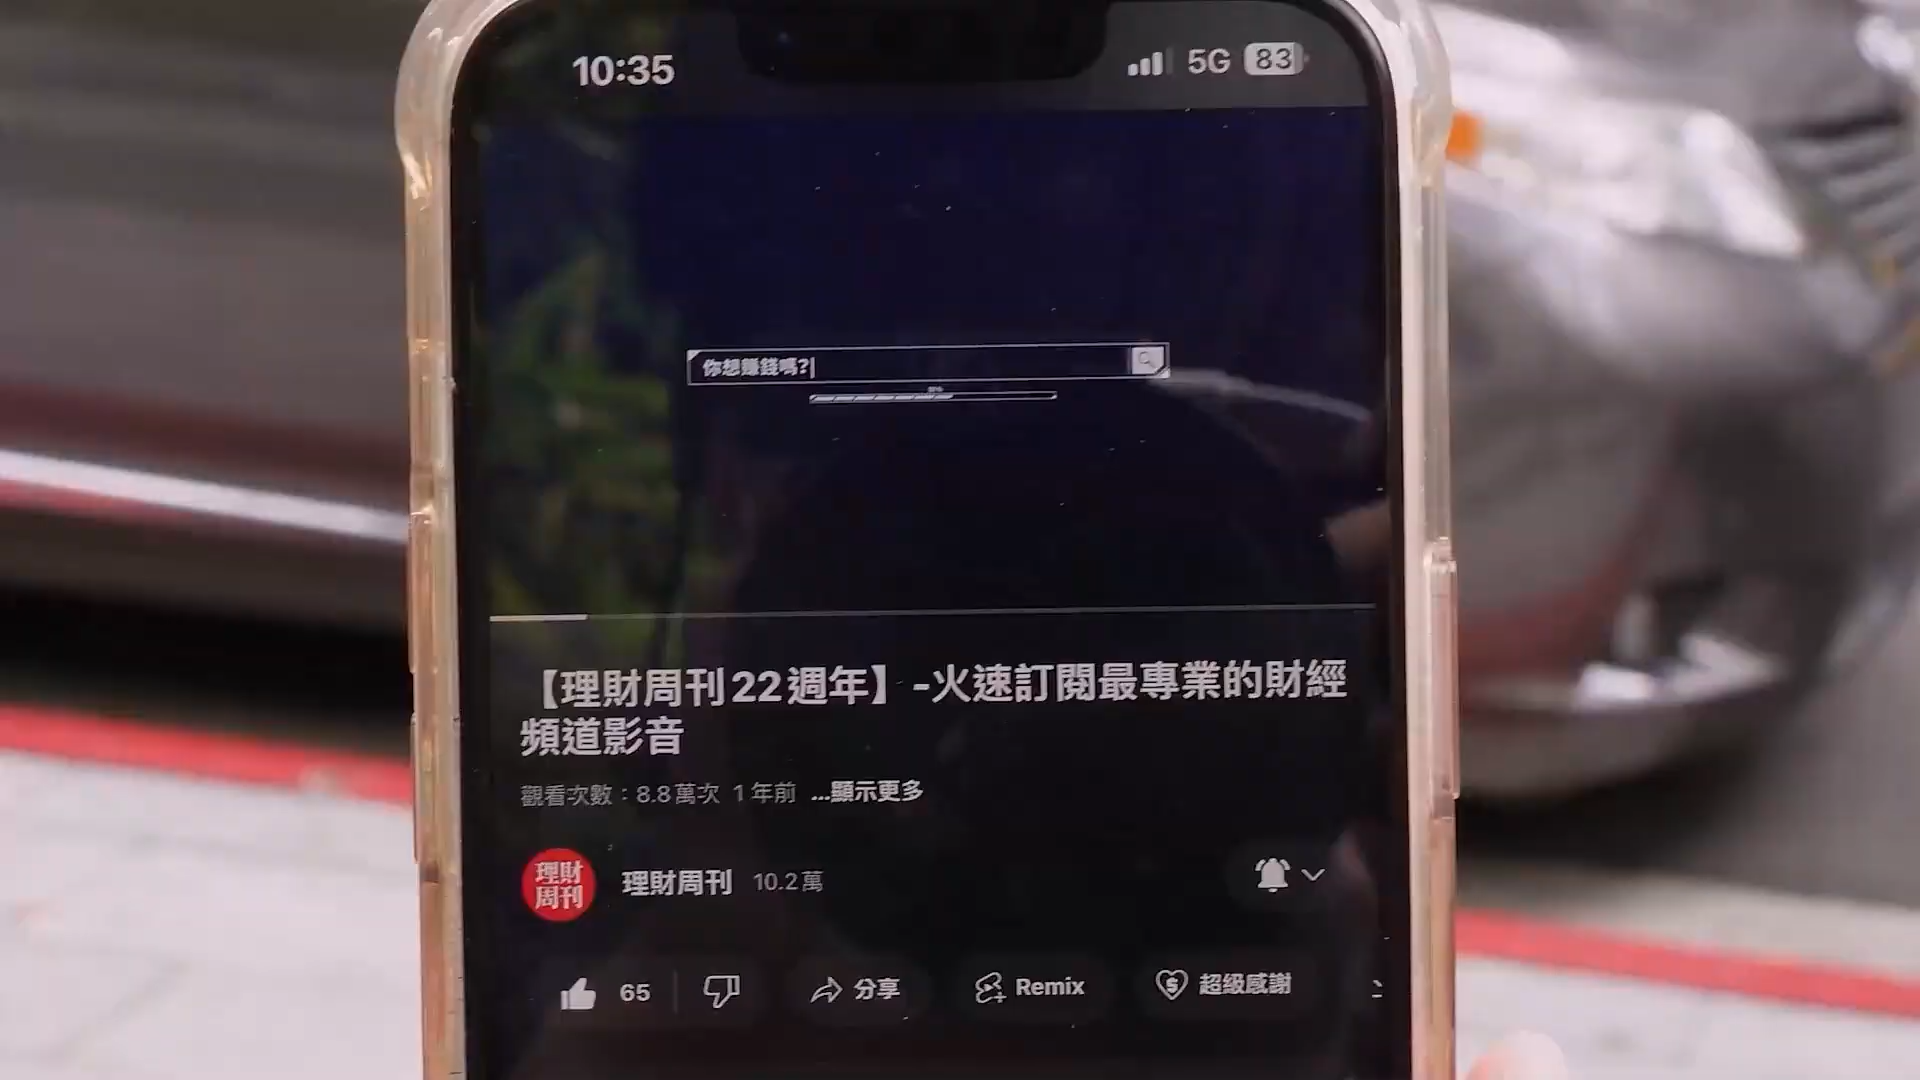 10:35
5G 83
你想賺錢嗎?
【理財周刊22週年】-火速訂閱最專業的財經
頻道影音
觀看次數：8.8萬次 1年前 ...顯示更多
理財
周刊
理財周刊 10.2萬
65 分享 Remix 超級感謝